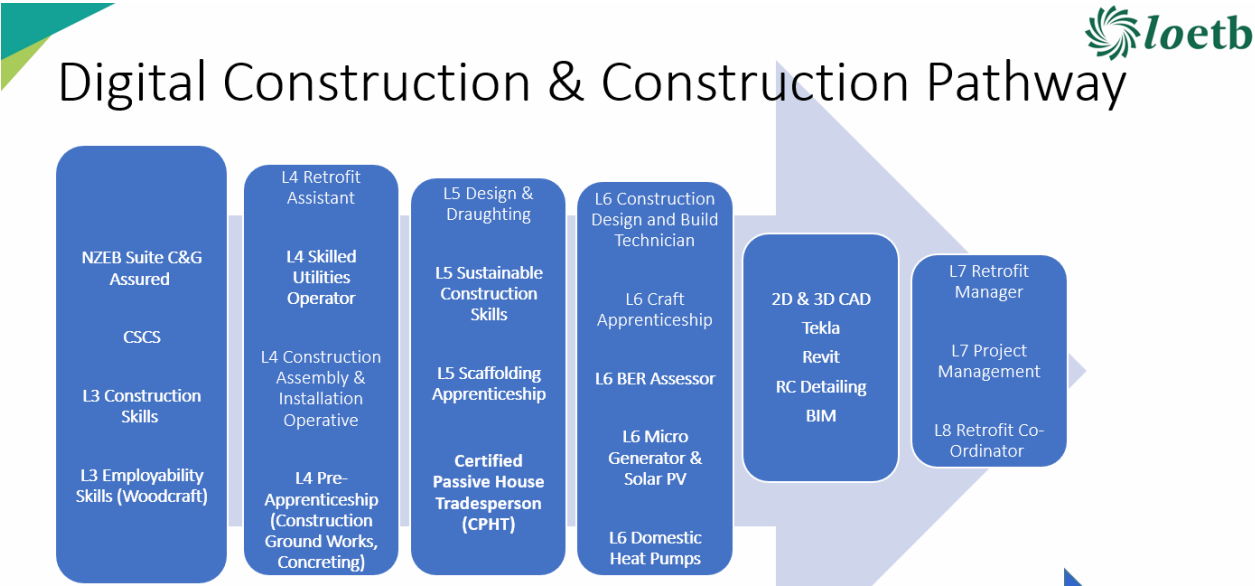 loetb
Digital Construction & Construction Pathway
NZEB Suite C&G
Assured
CSCS
L3 Construction
Skills
L3 Employability
Skills (Woodcraft)
L4 Retrofit
Assistant
L4 Skilled
Utilities
Operator
L4 Construction
Assembly &
Installation
Operative
L4 Pre-
Apprenticeship
(Construction
Ground Works,
Concreting)
L5 Design &
Draughting
L5 Sustainable
Construction
Skills
L5 Scaffolding
Apprenticeship
Certified
Passive House
Tradesperson
(CPHT)
L6 Construction
Design and Build
Technician
L6 Craft
Apprenticeship
L6 BER Assessor
L6 Micro
Generator &
Solar PV
L6 Domestic
Heat Pumps
2D & 3D CAD
Tekla
Revit
RC Detailing
BIM
L7 Retrofit
Manager
L7 Project
Management
L8 Retrofit Co-
Ordinator